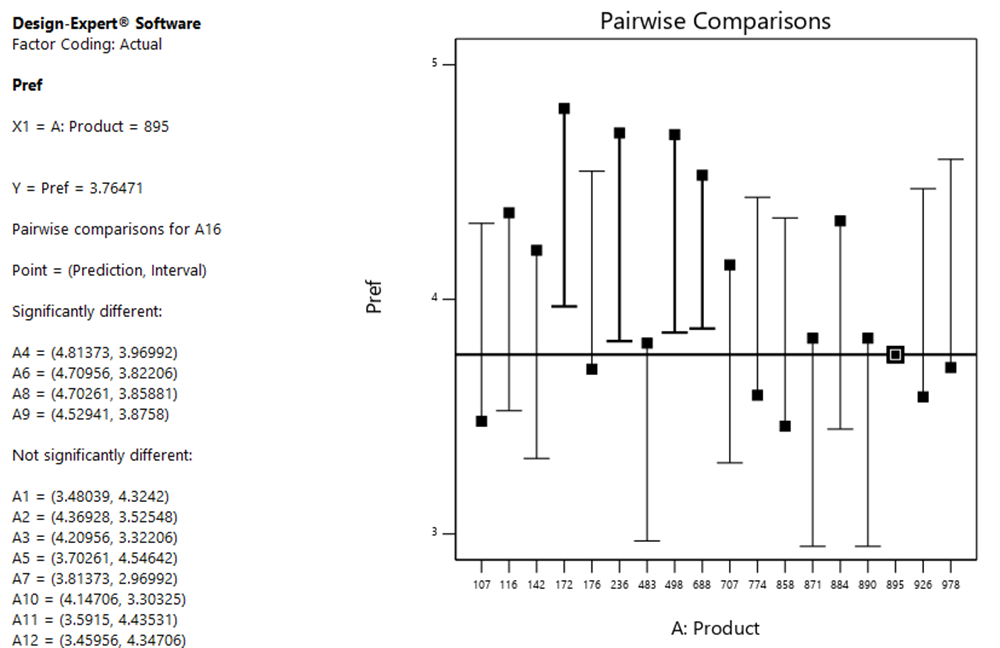 Design-Expert® Software
Factor Coding: Actual
Pref
X1 = A: Product = 895
Y = Pref = 3.76471
Pairwise comparisons for A16
Point = (Prediction, Interval)
Significantly different:
A4 = (4.81373, 3.96992)
A6 = (4.70956, 3.82206)
A8 = (4.70261, 3.85881)
A9 = (4.52941, 3.8758)
Not significantly different:
A1 = (3.48039, 4.3242)
A2 = (4.36928, 3.52548)
A3 = (4.20956, 3.32206)
A5 = (3.70261, 4.54642)
A7 = (3.81373, 2.96992)
A10 = (4.14706, 3.30325)
A11 = (3.5915, 4.43531)
A12 = (3.45956, 4.34706)
Pairwise Comparisons
5
4
3
Pref
107 116 142 172 176 236 483 498 688 707 774 858 871 884 890 895 926 978
A: Product